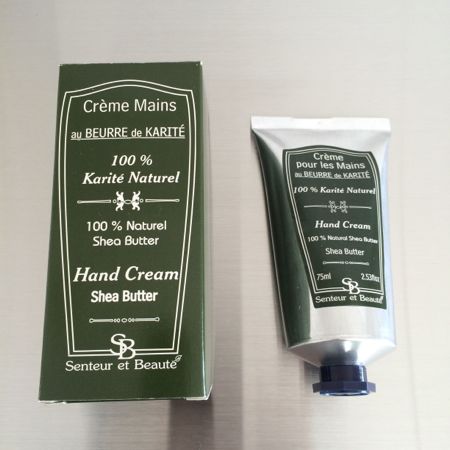 Crème Mains
au BEURRE de KARITÉ
100 %
Karité Naturel
100 % Naturel
Shea Butter
Hand Cream
Shea Butter
SB
Senteur et Beauté
Crème
pour les Mains
au BEURRE de KARITÉ
100 % Karité Naturel
Hand Cream
100 % Natural Shea Butter
Shea Butter
75ml 2.53floz
SB
Senteur et Beauté